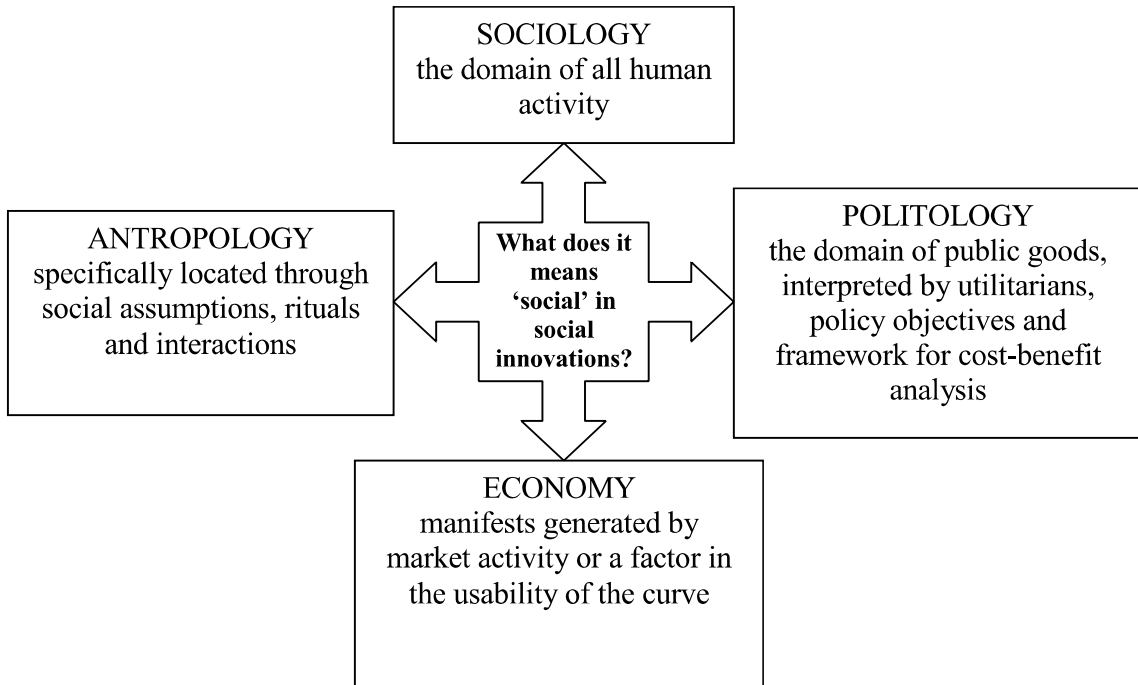 SOCIOLOGY
the domain of all human
activity
ANTROPOLOGY
specifically located through
social assumptions, rituals
and interactions
What does it
means
‘social’ in
social
innovations?
POLITOLOGY
the domain of public goods,
interpreted by utilitarians,
policy objectives and
framework for cost-benefit
analysis
ECONOMY
manifests generated by
market activity or a factor in
the usability of the curve